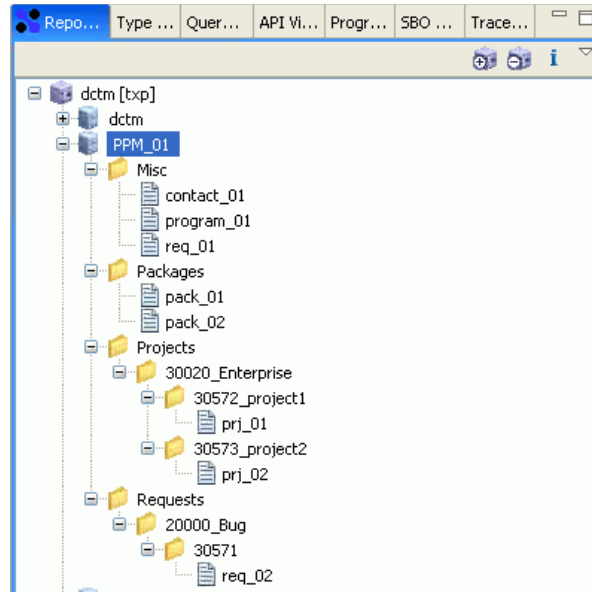 Repo... Type ... Quer... API Vi... Progr... SBO ... Trace...
dctm [txp]
dctm
PPM_01
Misc
contact_01
program_01
req_01
Packages
pack_01
pack_02
Projects
30020_Enterprise
30572_project1
prj_01
30573_project2
prj_02
Requests
20000_Bug
30571
req_02